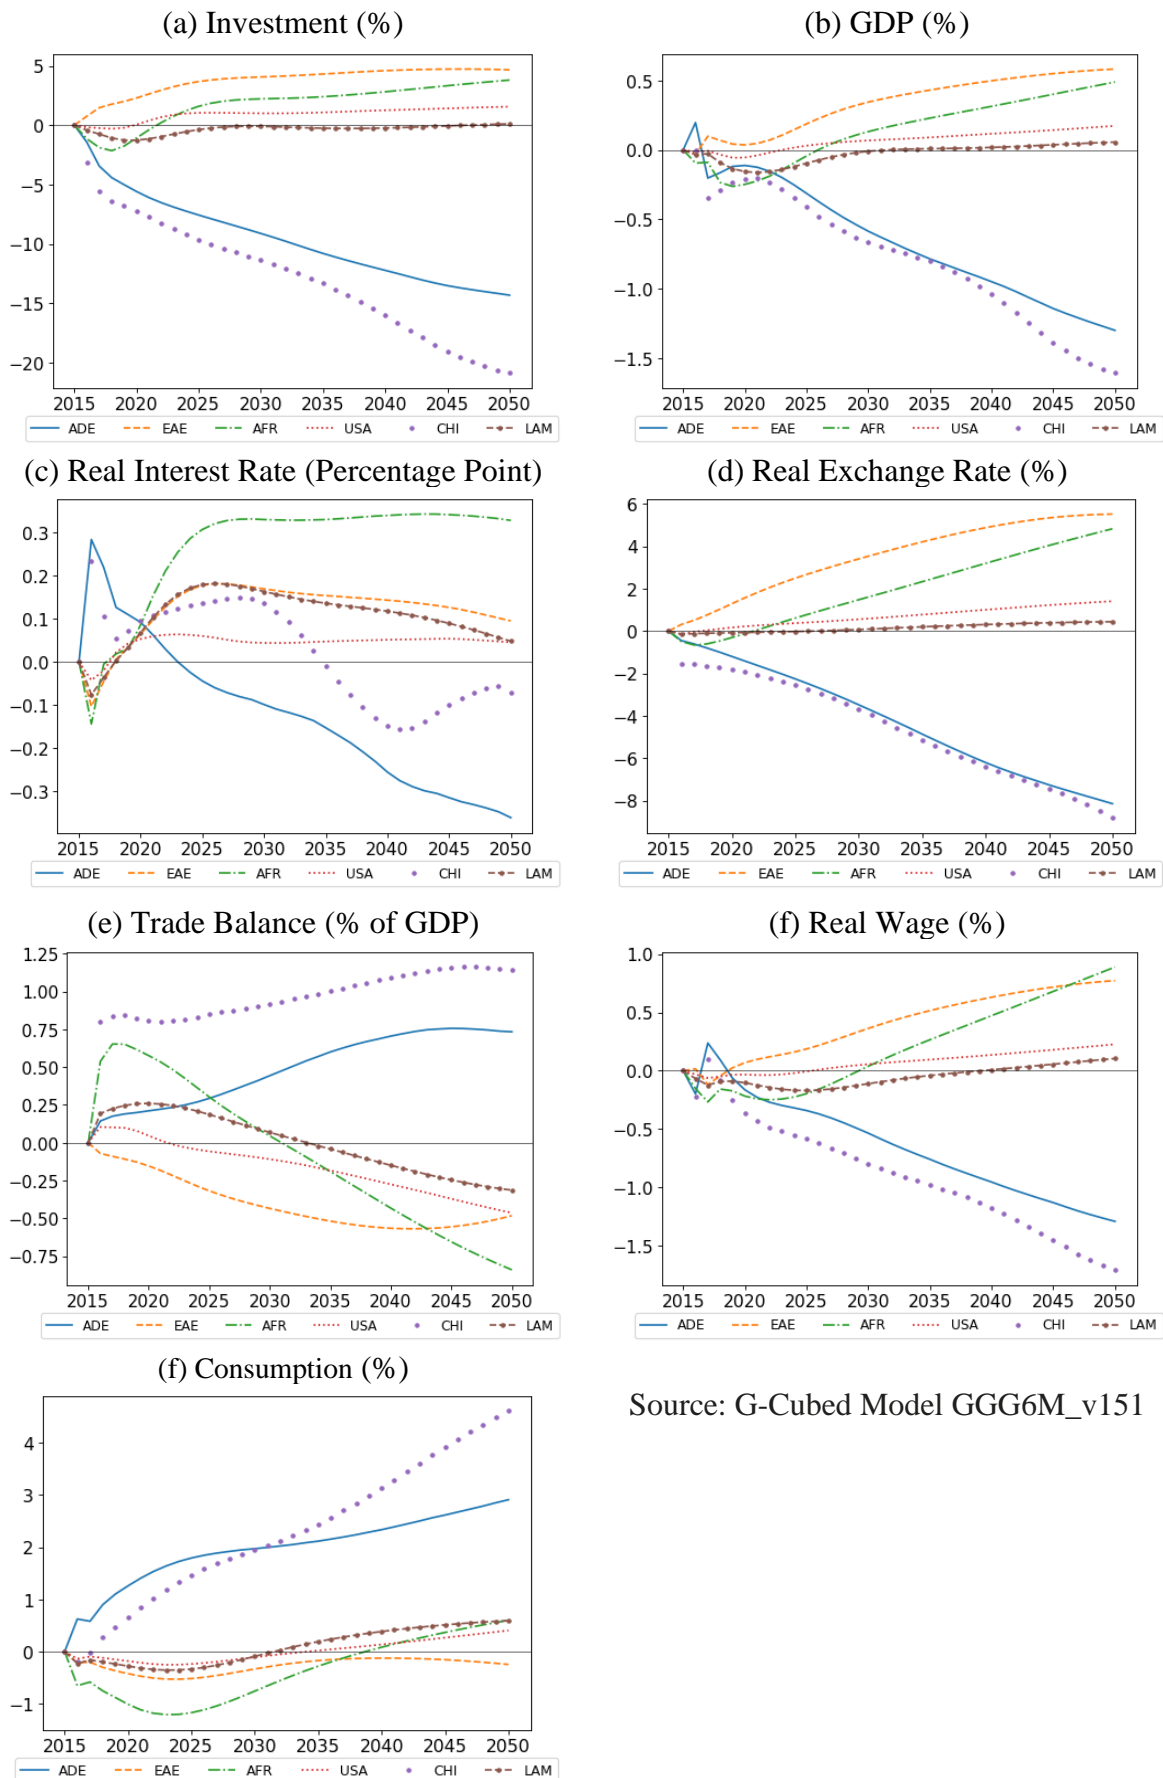 (a) Investment (%)
5
0
−5
−10
−15
−20
2015 2020 2025 2030 2035 2040 2045 2050
ADE EAE AFR USA CHI LAM
(b) GDP (%)
0.5
0.0
−0.5
−1.0
−1.5
2015 2020 2025 2030 2035 2040 2045 2050
ADE EAE AFR USA CHI LAM
(c) Real Interest Rate (Percentage Point)
0.3
0.2
0.1
0.0
−0.1
−0.2
−0.3
2015 2020 2025 2030 2035 2040 2045 2050
ADE EAE AFR USA CHI LAM
(d) Real Exchange Rate (%)
6
4
2
0
−2
−4
−6
−8
2015 2020 2025 2030 2035 2040 2045 2050
ADE EAE AFR USA CHI LAM
(e) Trade Balance (% of GDP)
1.25
1.00
0.75
0.50
0.25
0.00
−0.25
−0.50
−0.75
2015 2020 2025 2030 2035 2040 2045 2050
ADE EAE AFR USA CHI LAM
(f) Real Wage (%)
1.0
0.5
0.0
−0.5
−1.0
−1.5
2015 2020 2025 2030 2035 2040 2045 2050
ADE EAE AFR USA CHI LAM
(f) Consumption (%)
4
3
2
1
0
−1
2015 2020 2025 2030 2035 2040 2045 2050
ADE EAE AFR USA CHI LAM
Source: G-Cubed Model GGG6M_v151